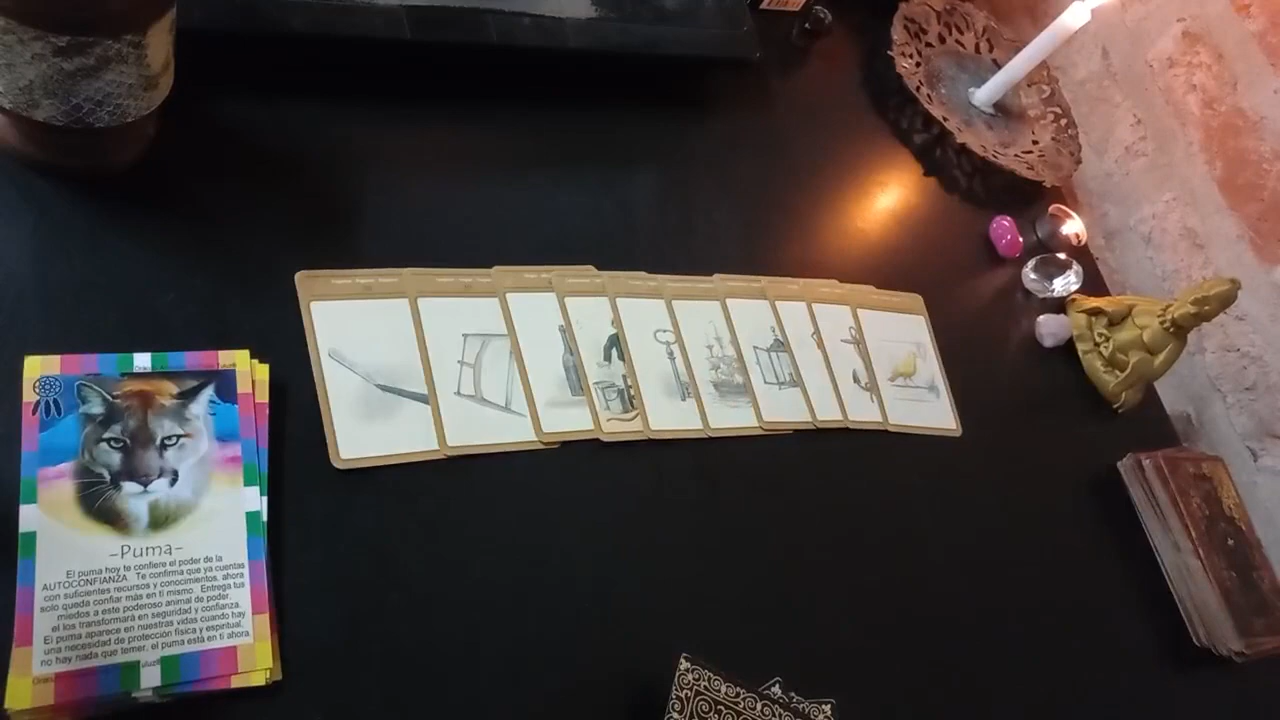 -Puma-
El puma hoy te confiere el poder de la
AUTOCONFIANZA. Te confirma que ya cuentas
con suficientes recursos y conocimientos, ahora
solo queda confiar más en ti mismo. Entrega tus
miedos a este poderoso animal de poder,
el los transformará en seguridad y confianza.
El puma aparece en nuestras vidas cuando hay
una necesidad de protección física y espiritual,
no hay nada que temer, el puma está en ti ahora.